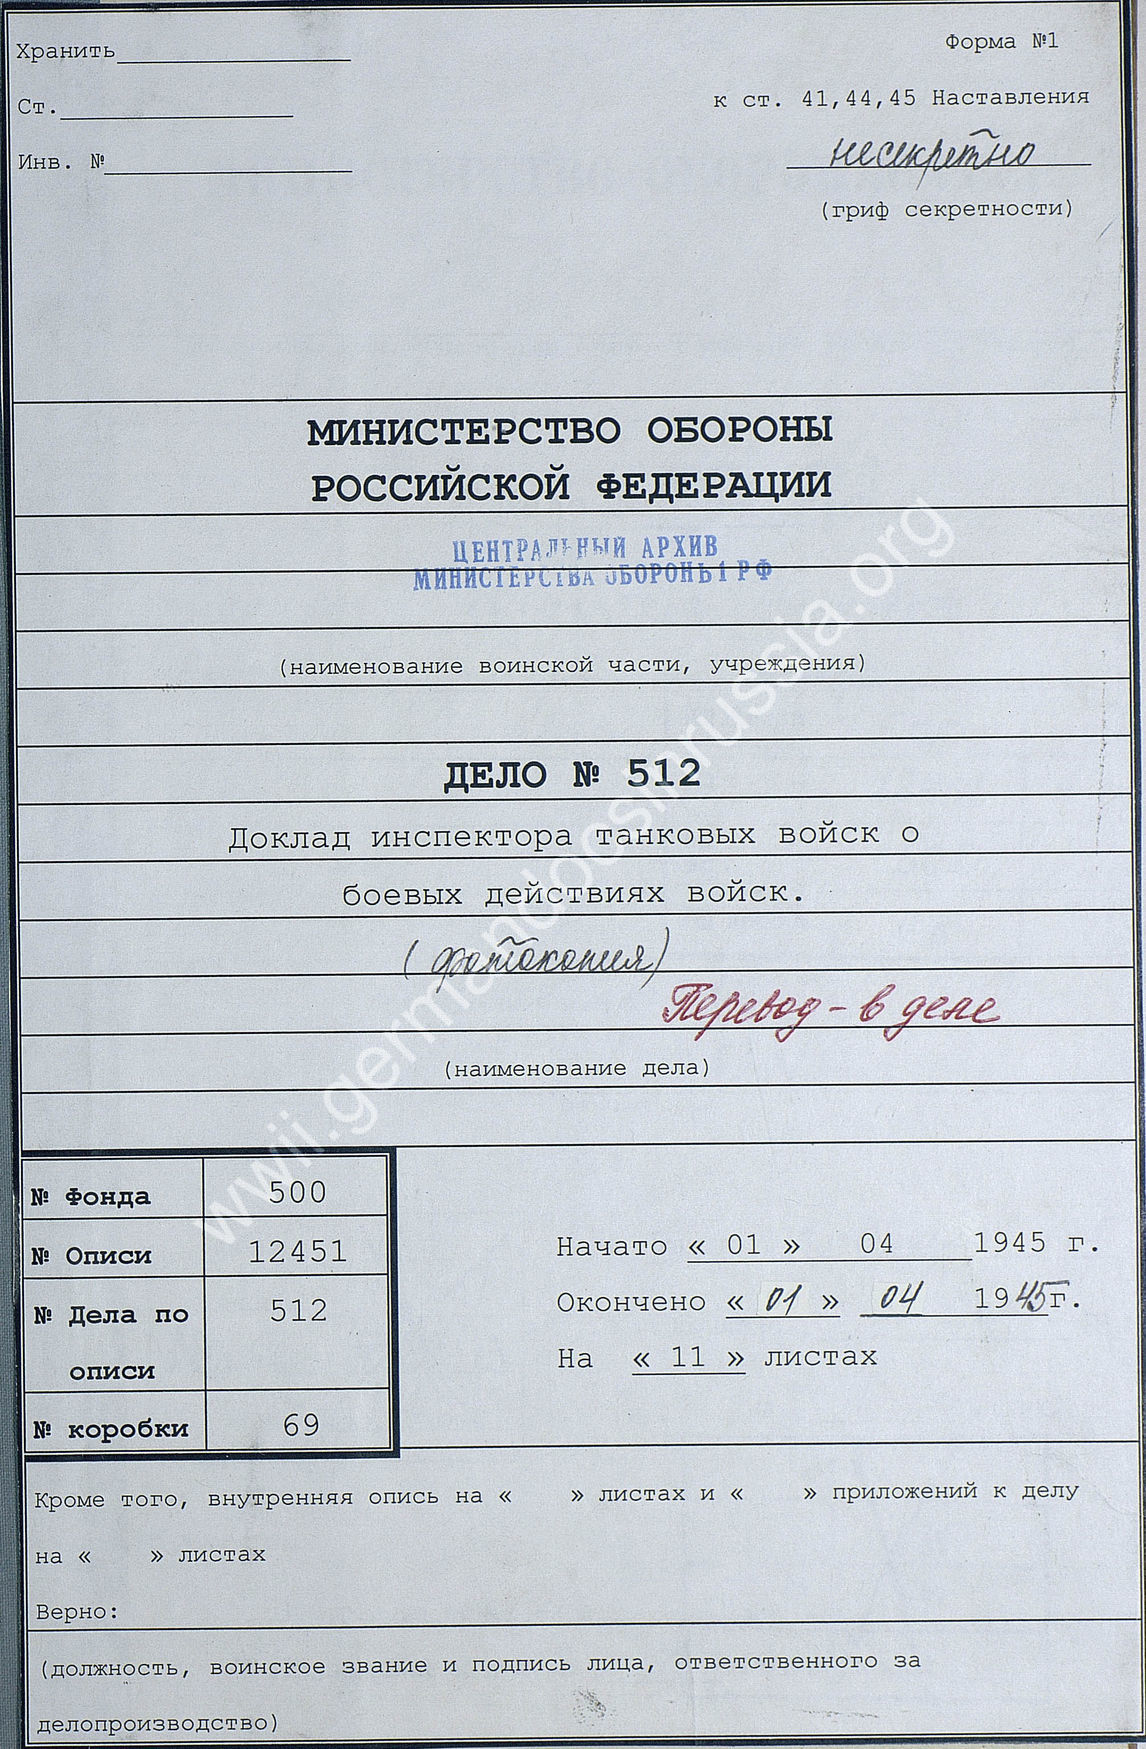 Хранить
Форма №1
Ст.
к ст. 41,44,45 Наставления
Инв. №
несекретно
(гриф секретности)
МИНИСТЕРСТВО ОБОРОНЫ
РОССИЙСКОЙ ФЕДЕРАЦИИ
ЦЕНТРАЛЬНЫЙ АРХИВ
МИНИСТЕРСТВА ОБОРОНЫ РФ
(наименование воинской части, учреждения)
ДЕЛО № 512
Доклад инспектора танковых войск о
боевых действиях войск.
(фотокопия)
Перевод - в деле
(наименование дела)
№ Фонда 500
№ Описи 12451
№ Дела по 512
описи
№ коробки 69
Начато « 01 » 04 1945 г.
Окончено « 01 » 04 1945 г.
На « 11 » листах
Кроме того, внутренняя опись на « » листах и « » приложений к делу
на « » листах
Верно:
(должность, воинское звание и подпись лица, ответственного за
делопроизводство)
wwii.germandocsinrussia.org